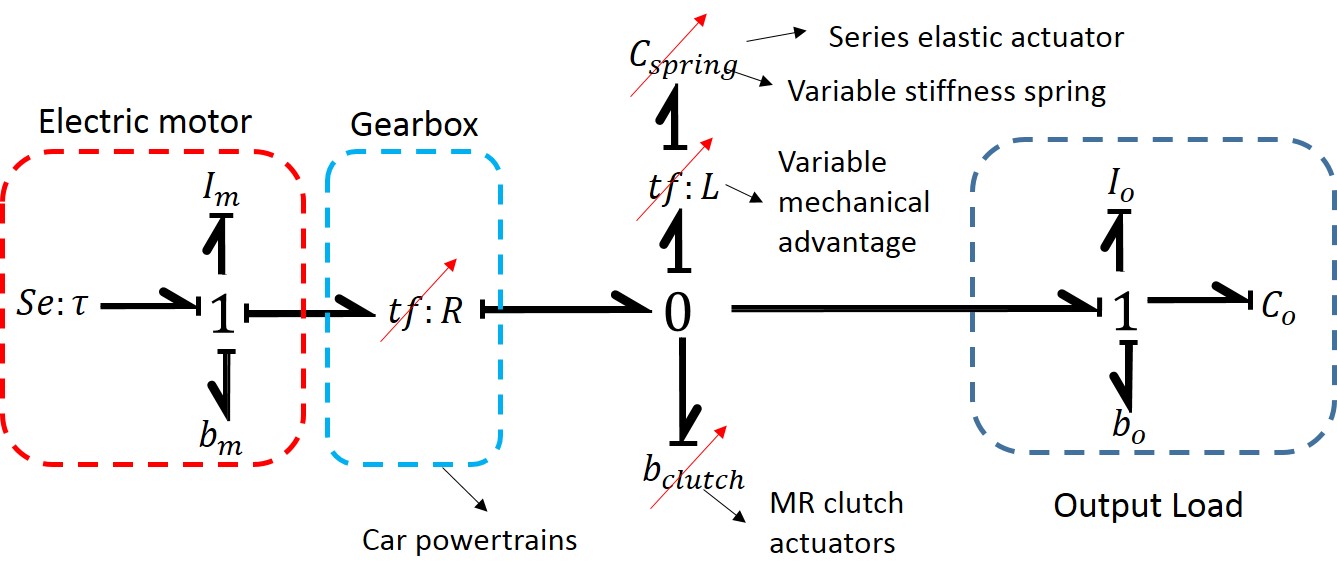 Series elastic actuator
C_spring
Variable stiffness spring
Electric motor
Gearbox
Variable
mechanical
advantage
tf : L
I_m
I_o
Se: τ
1
tf : R
0
1
C_o
b_m
b_o
b_clutch
MR clutch
actuators
Output Load
Car powertrains